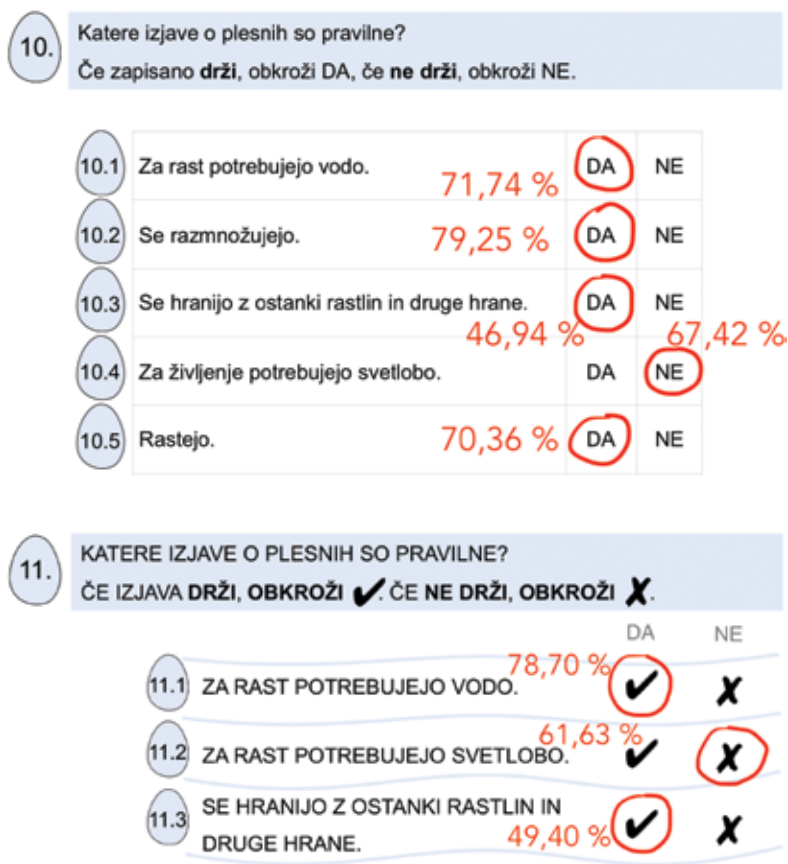 10.
Katere izjave o plesnih so pravilne?
Če zapisano drži, obkroži DA, če ne drži, obkroži NE.
10.1 Za rast potrebujejo vodo. 71,74 % DA NE
10.2 Se razmnožujejo. 79,25 % DA NE
10.3 Se hranijo z ostanki rastlin in druge hrane. DA NE
46,94 % 67,42 %
10.4 Za življenje potrebujejo svetlobo. DA NE
10.5 Rastejo. 70,36 % DA NE
11.
KATERE IZJAVE O PLESNIH SO PRAVILNE?
ČE IZJAVA DRŽI, OBKROŽI ✔. ČE NE DRŽI, OBKROŽI ✘.
DA NE
78,70 %
11.1 ZA RAST POTREBUJEJO VODO. ✔ ✘
61,63 %
11.2 ZA RAST POTREBUJEJO SVETLOBO. ✔ ✘
11.3 SE HRANIJO Z OSTANKI RASTLIN IN
DRUGE HRANE. 49,40 % ✔ ✘